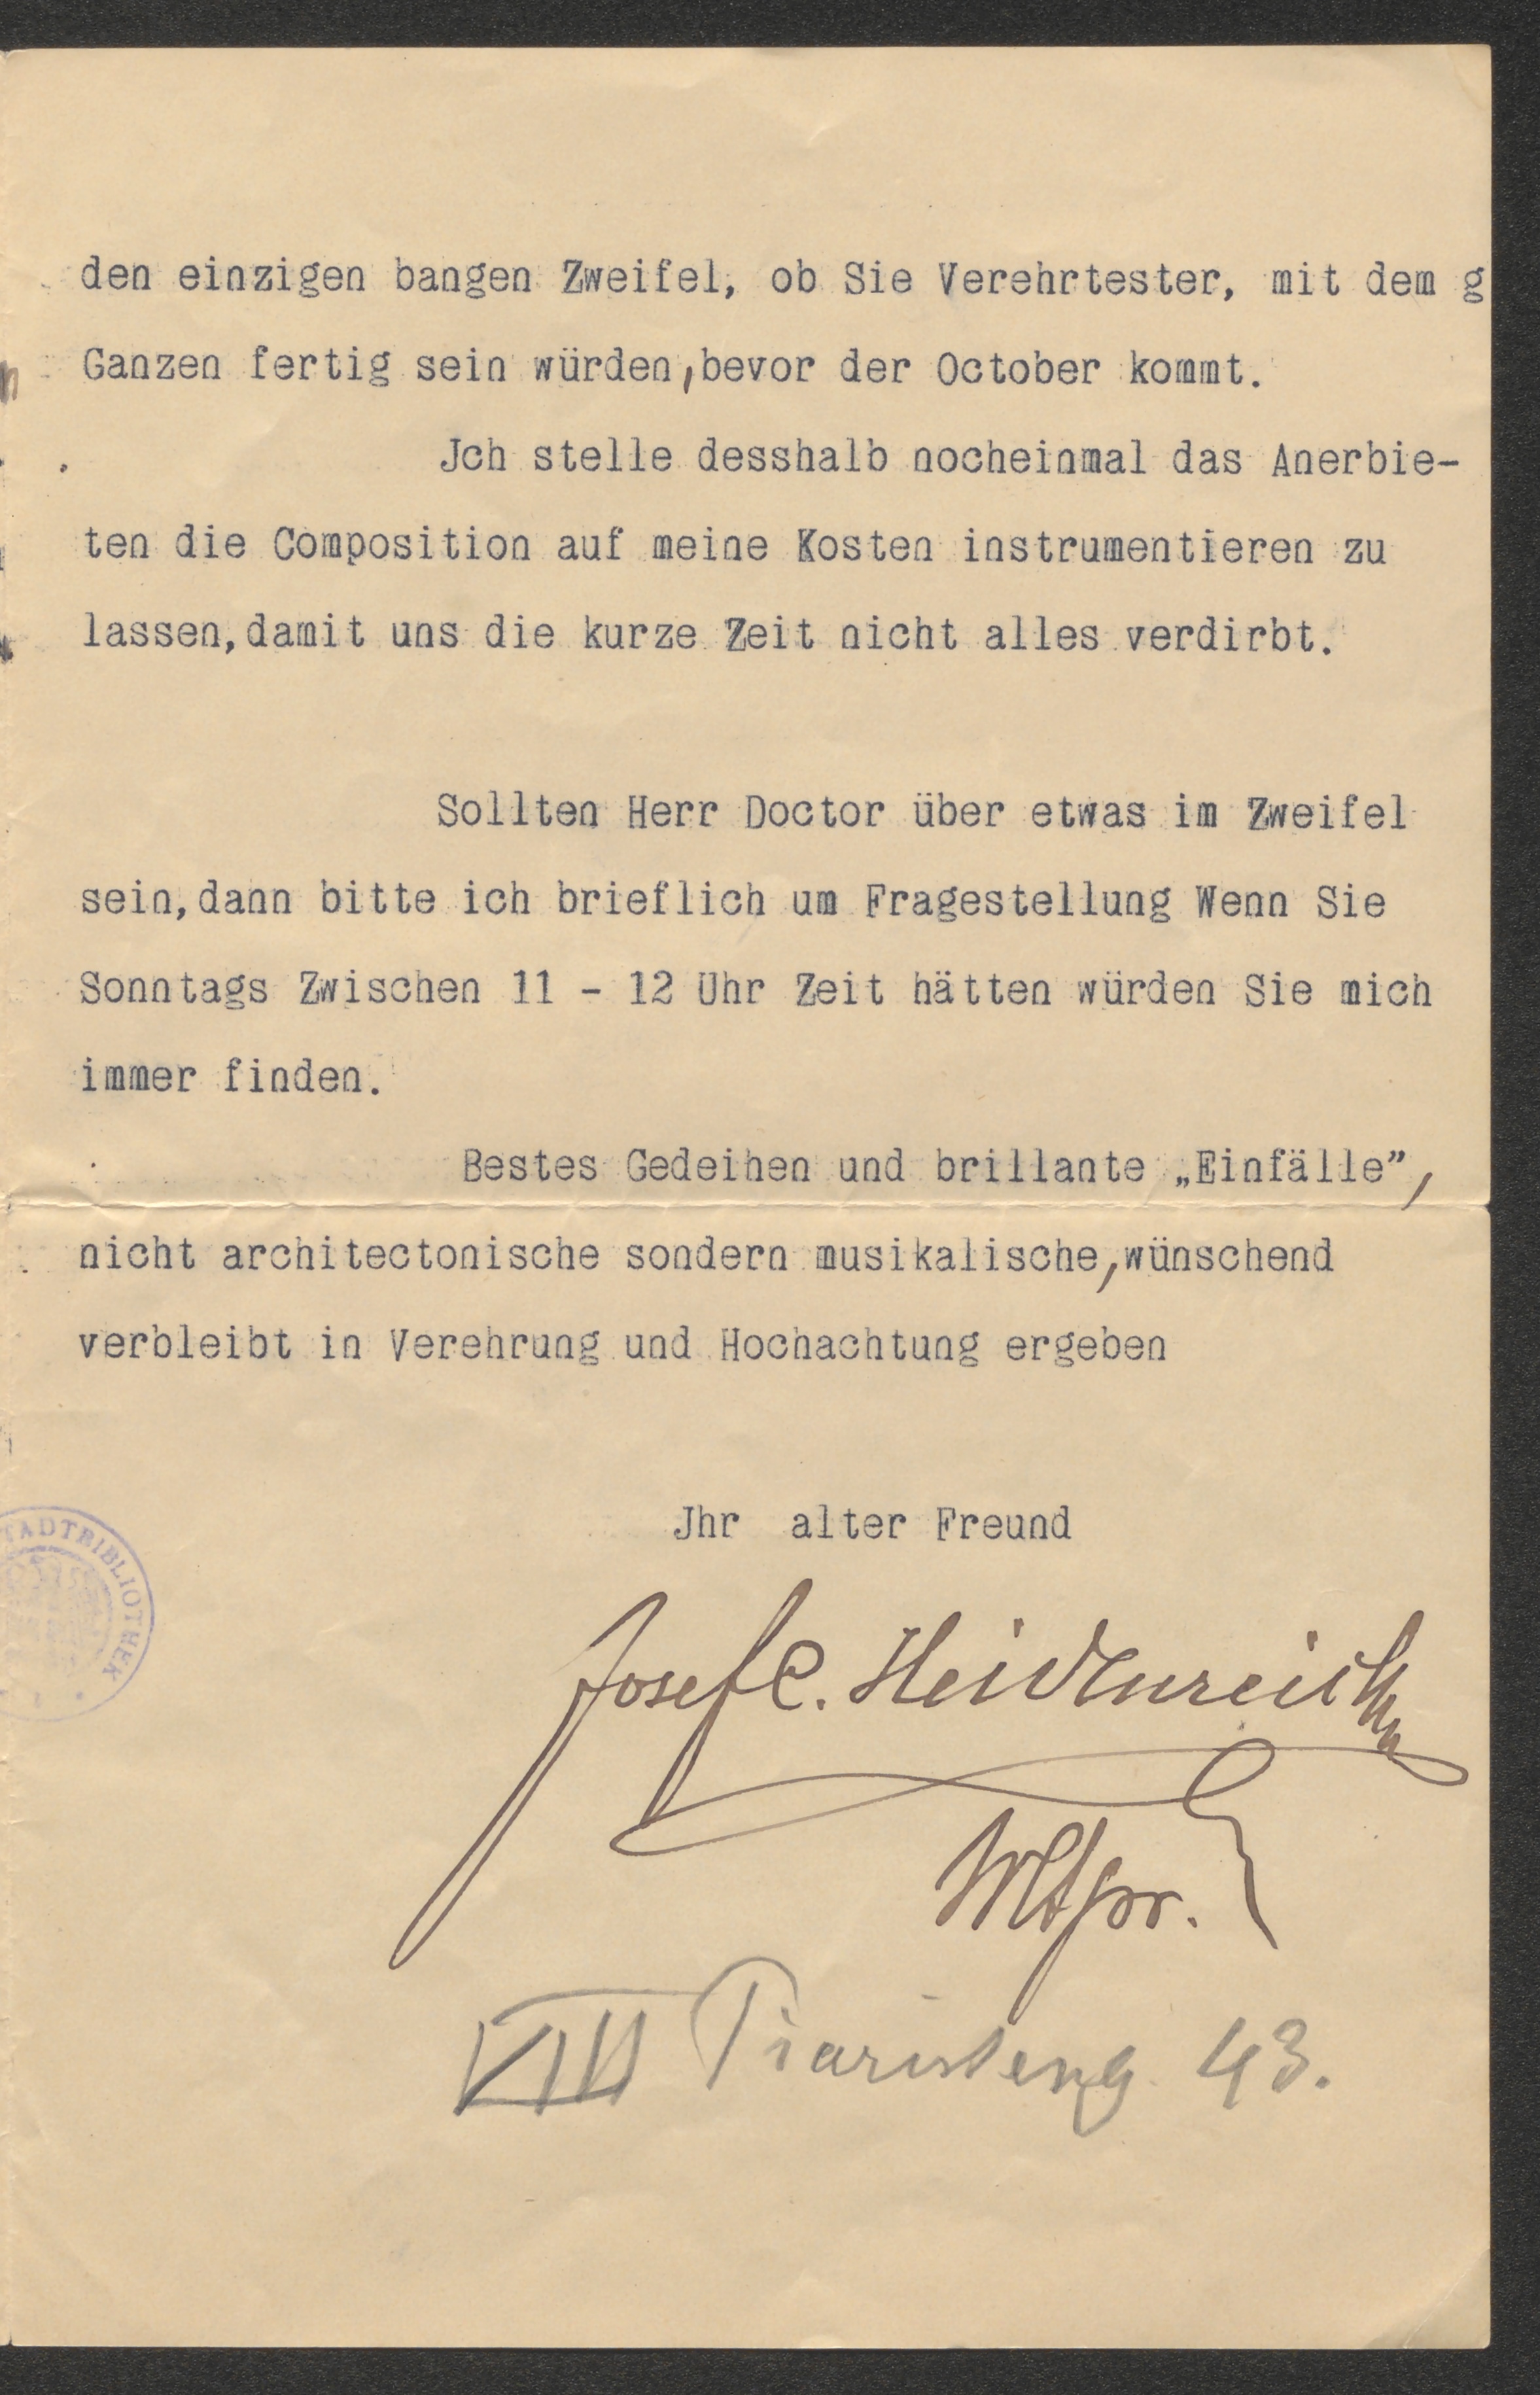 den einzigen bangen Zweifel, ob Sie Verehrtester, mit dem g
Ganzen fertig sein würden,bevor der October kommt.
Jch stelle desshalb nocheinmal das Anerbie-
ten die Composition auf meine Kosten instrumentieren zu
lassen,damit uns die kurze Zeit nicht alles verdirbt.
Sollten Herr Doctor über etwas im Zweifel
sein,dann bitte ich brieflich um Fragestellung Wenn Sie
Sonntags Zwischen 11 - 12 Uhr Zeit hätten würden Sie mich
immer finden.
Bestes Gedeihen und brillante „Einfälle”,
nicht architectonische sondern musikalische,wünschend
verbleibt in Verehrung und Hochachtung ergeben
Jhr alter Freund
TADTBIBLIOTHEK
Josef C. Heidenreich
VIII Piaristeng. 43.